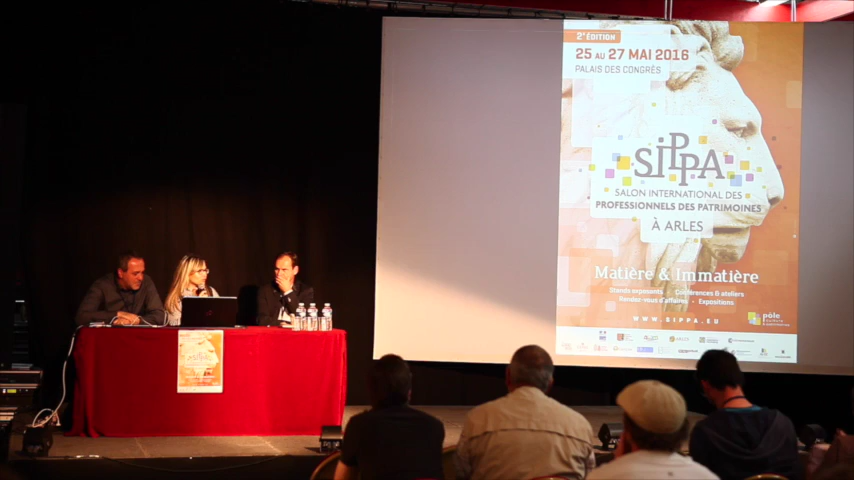 2e ÉDITION
25 AU 27 MAI 2016
PALAIS DES CONGRÈS
SIPPA
SALON INTERNATIONAL DES
PROFESSIONNELS DES PATRIMOINES
À ARLES
Matière & Immatière
Stands exposants · Conférences & ateliers
Rendez-vous d'affaires · Expositions
WWW.SIPPA.EU
pôle